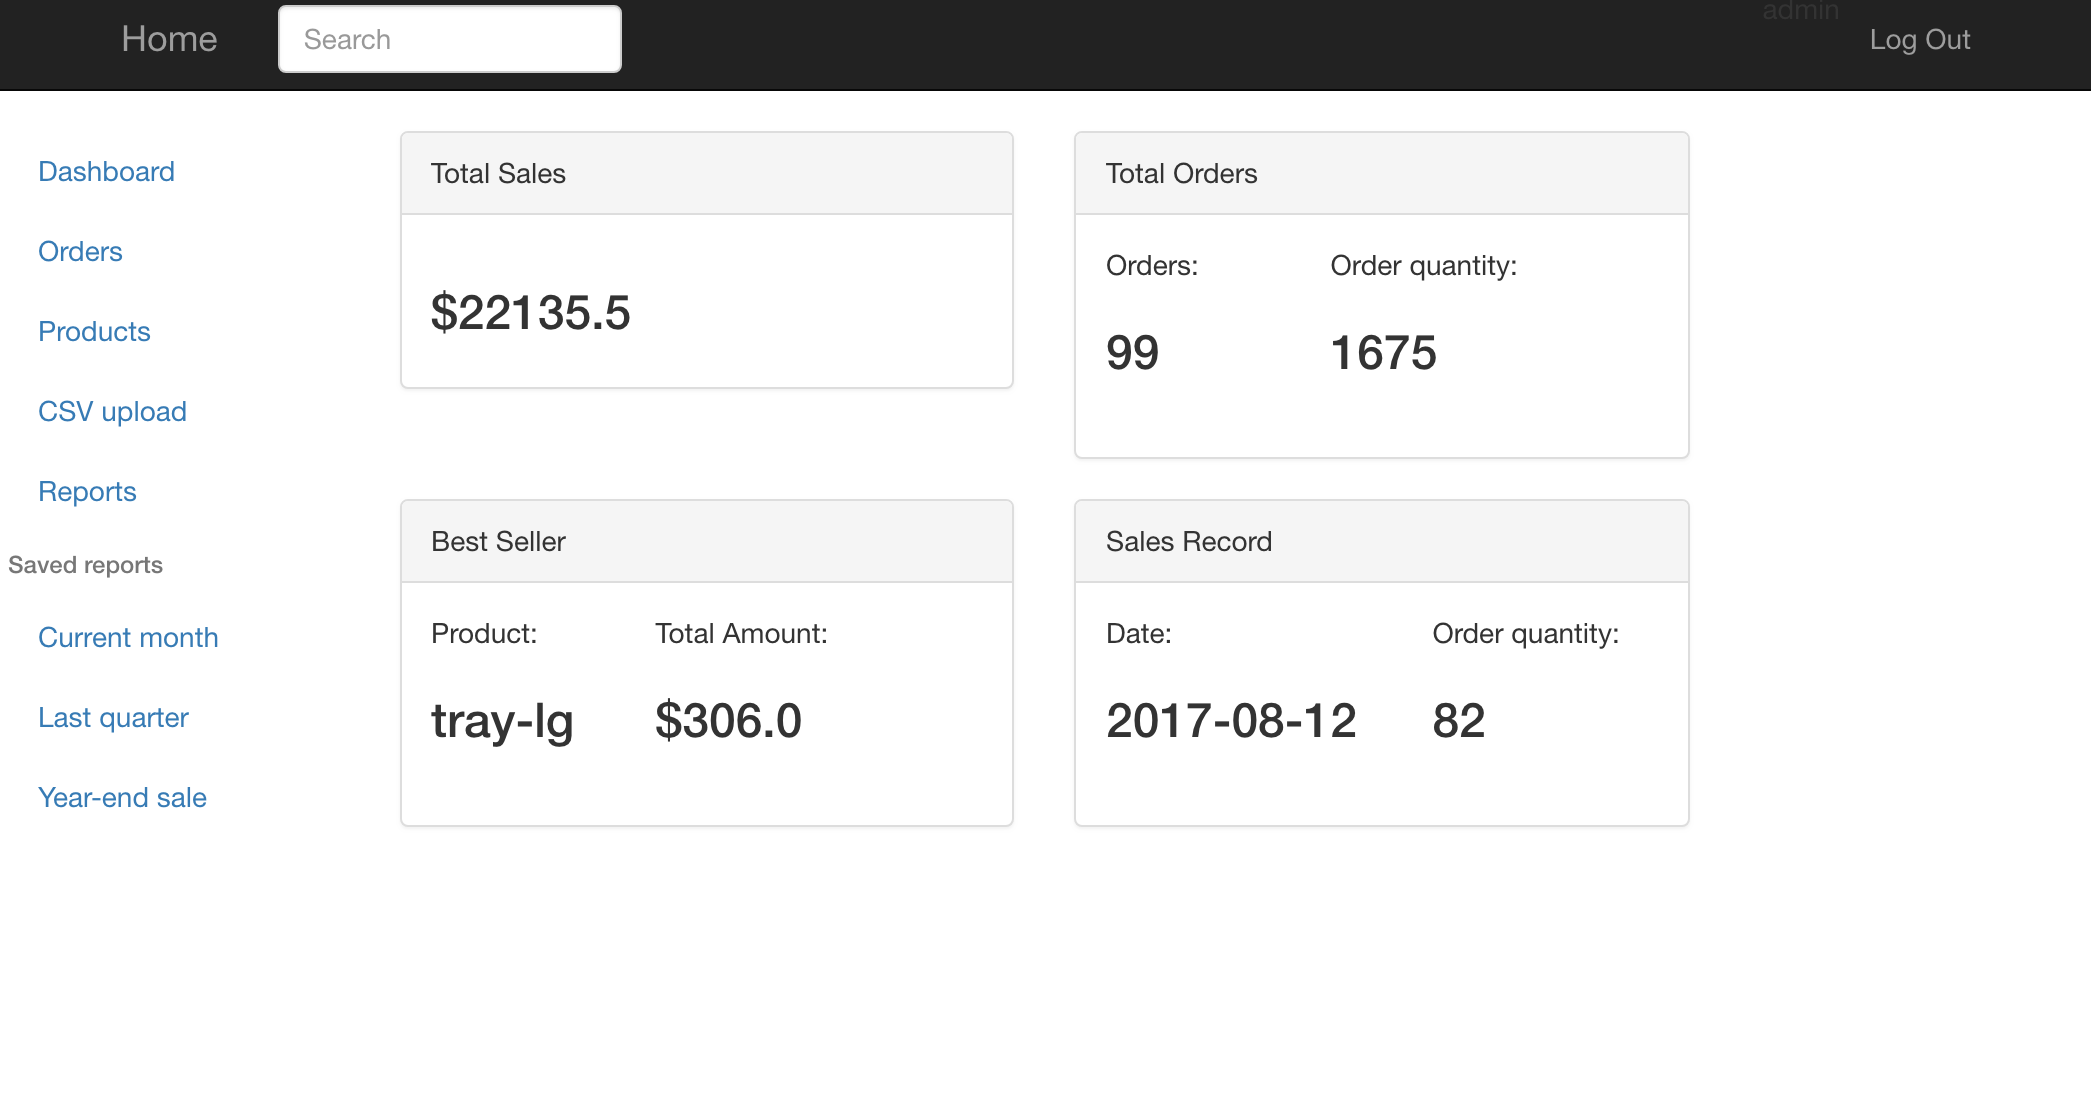 Home
Search
admin
Log Out
Dashboard
Orders
Products
CSV upload
Reports
Saved reports
Current month
Last quarter
Year-end sale
Total Sales
$22135.5
Total Orders
Orders: Order quantity:
99 1675
Best Seller
Product: Total Amount:
tray-lg $306.0
Sales Record
Date: Order quantity:
2017-08-12 82